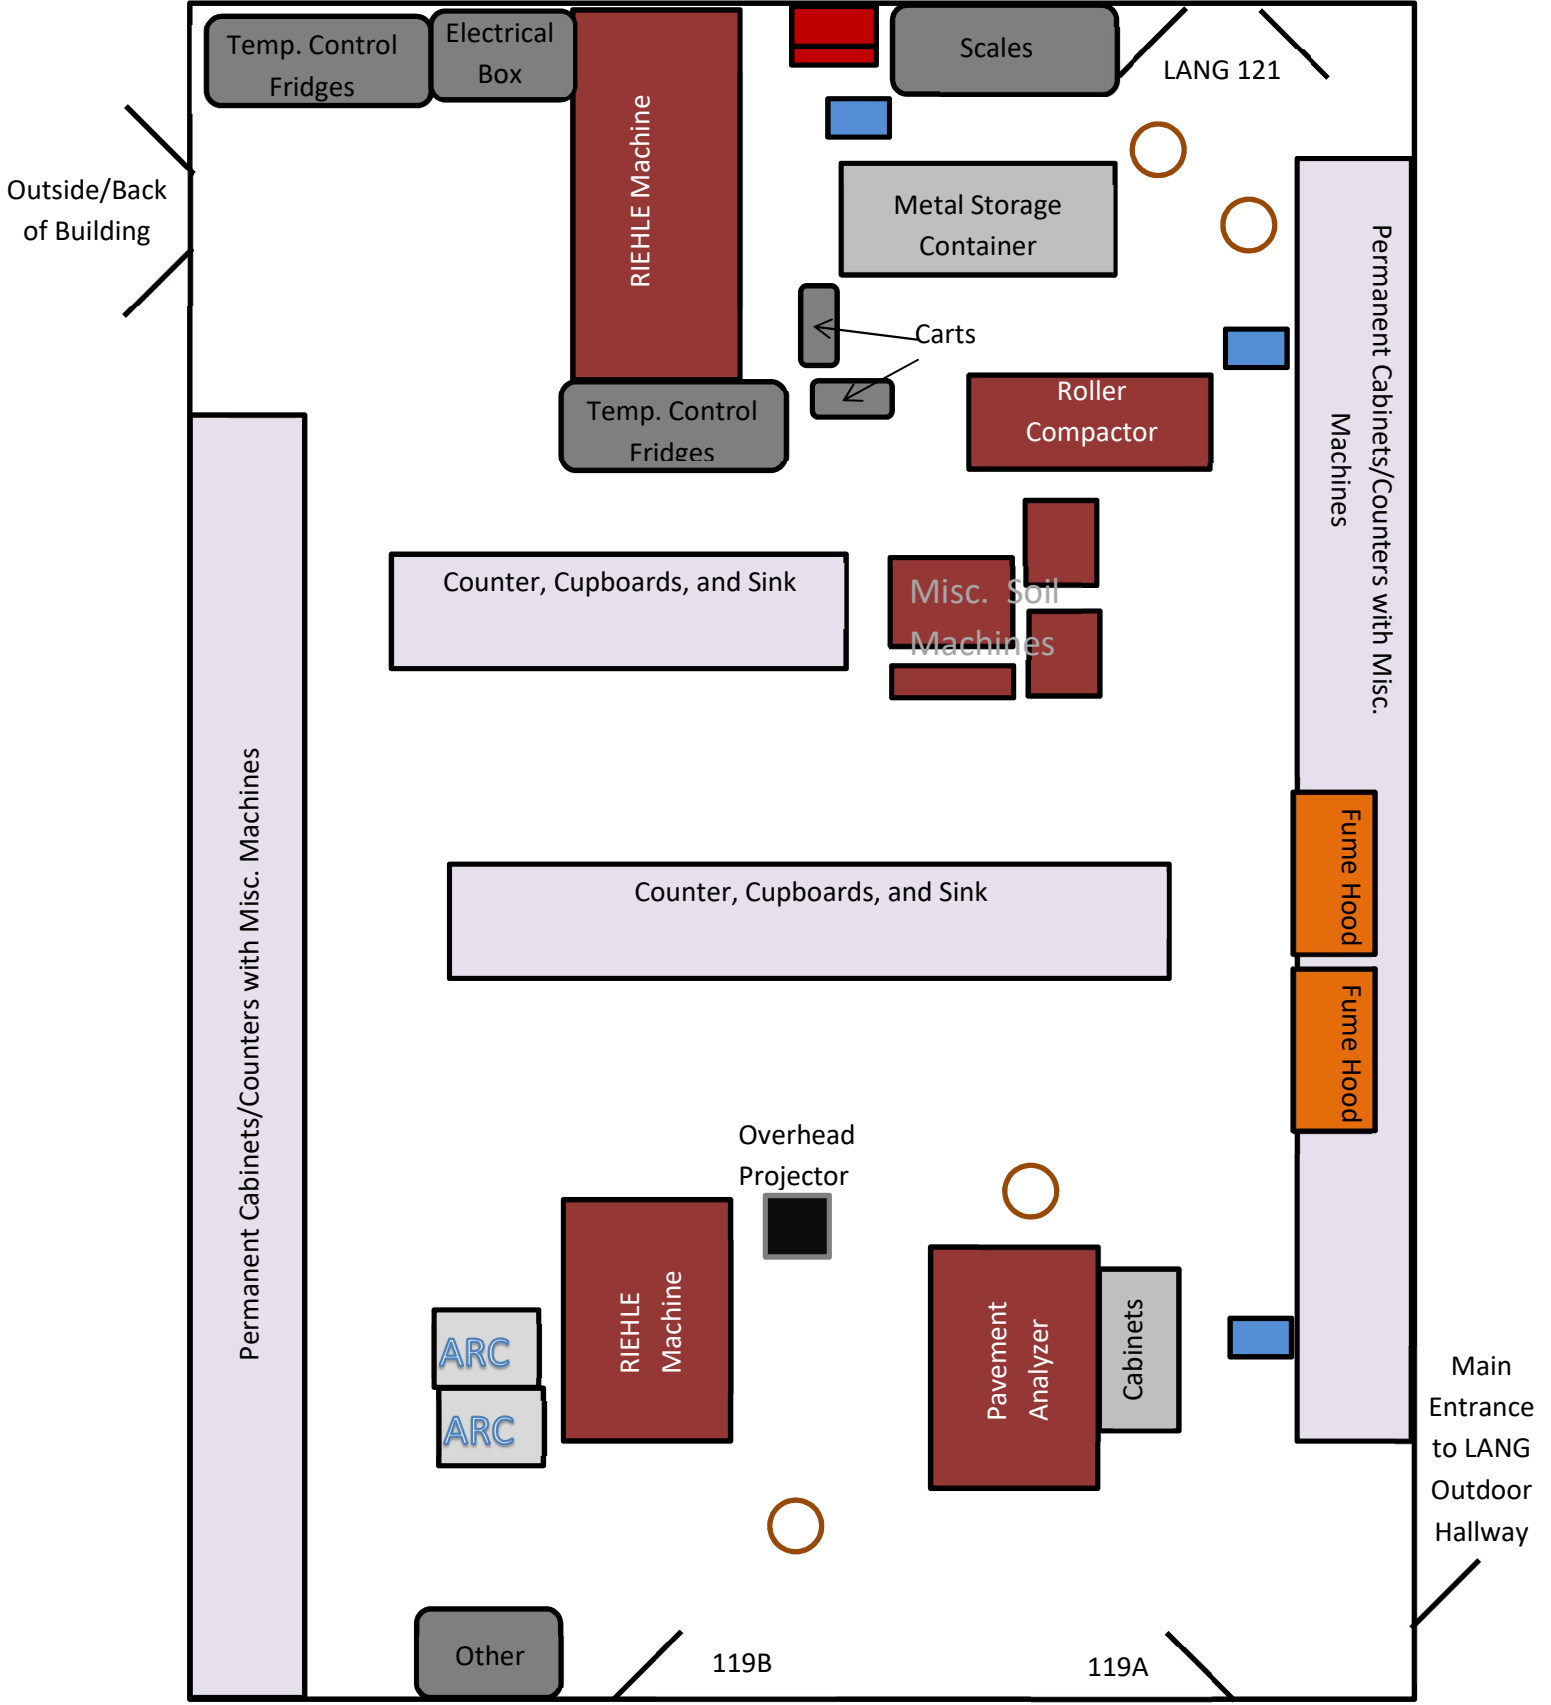 Temp. Control
Fridges
Electrical
Box
Scales
LANG 121
RIEHLE Machine
Outside/Back
of Building
Metal Storage
Container
Carts
Permanent Cabinets/Counters with Misc.
Machines
Roller
Compactor
Temp. Control
Fridges
Counter, Cupboards, and Sink
Misc. Soil
Machines
Permanent Cabinets/Counters with Misc. Machines
Fume Hood
Counter, Cupboards, and Sink
Fume Hood
Overhead
Projector
RIEHLE
Machine
Pavement
Analyzer
Cabinets
ARC
ARC
Main
Entrance
to LANG
Outdoor
Hallway
Other
119B
119A